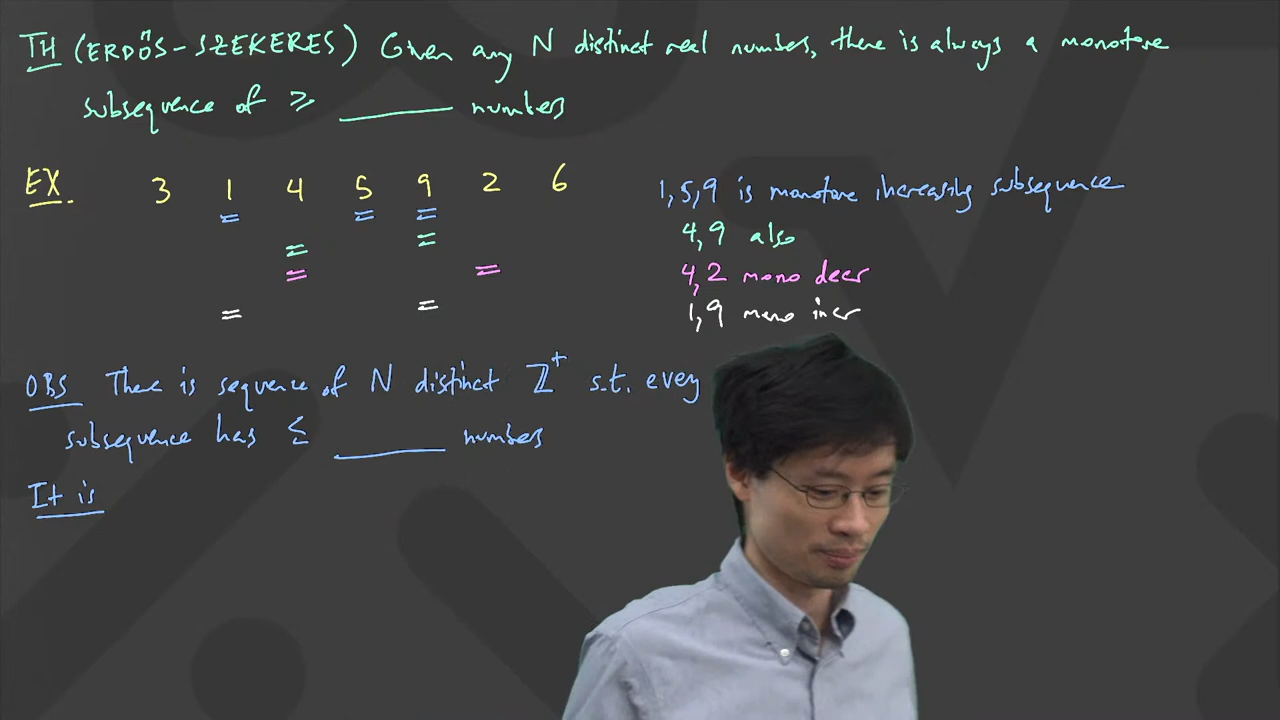 TH (ERDŐS-SZEKERES) Given any N distinct real numbers, there is always a monotone
subsequence of ≥ ______ numbers
EX. 3 1 4 5 9 2 6
1,5,9 is monotone increasing subsequence
4,9 also
4,2 mono decr
1,9 mono incr
OBS There is sequence of N distinct ℤ⁺ s.t. every
subsequence has ≤ ______ numbers
It is